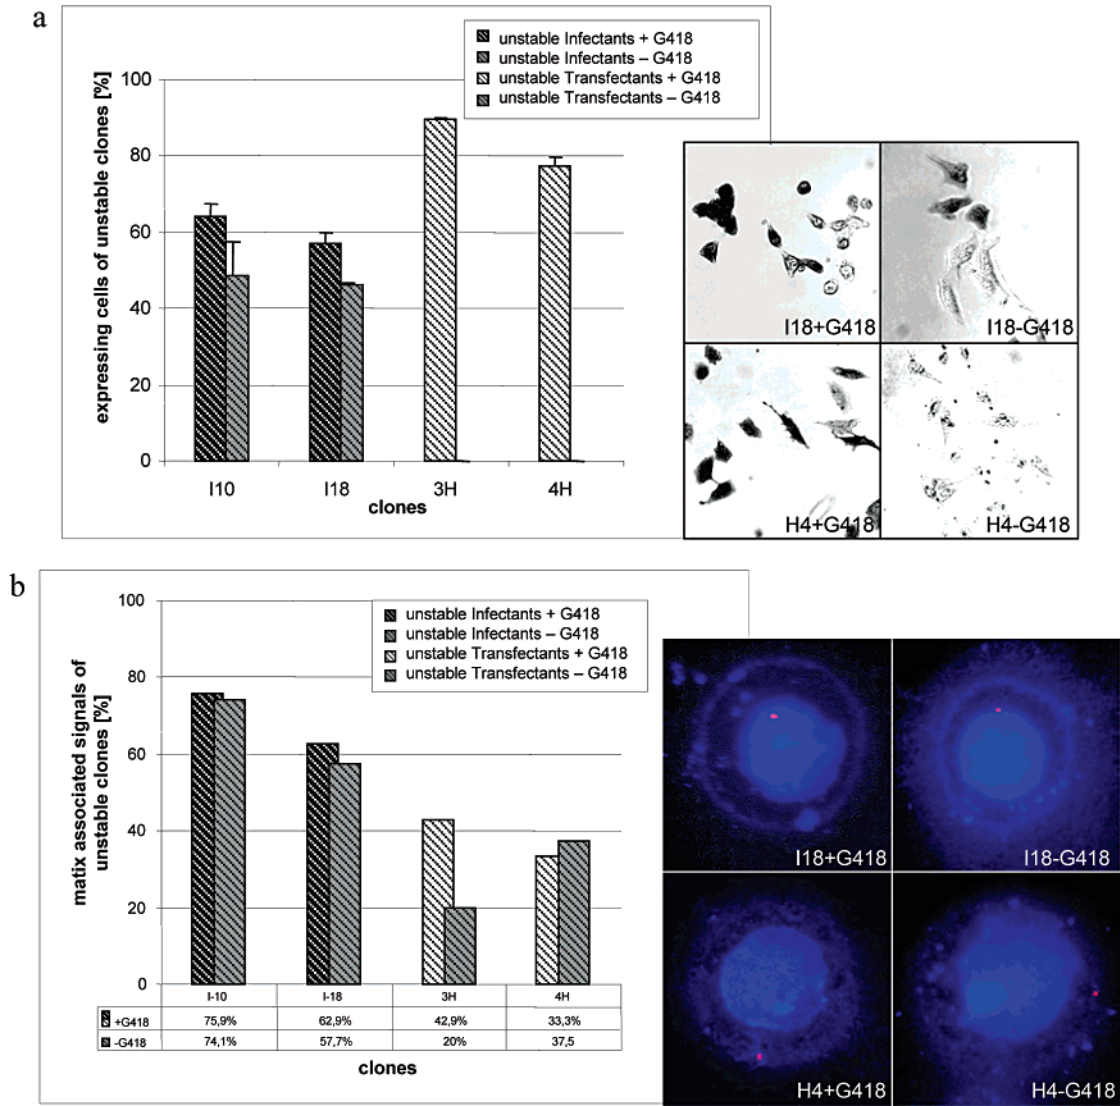 a
unstable Infectants + G418
unstable Infectants – G418
unstable Transfectants + G418
unstable Transfectants – G418
expressing cells of unstable clones [%]
100
80
60
40
20
0
I10 I18 3H 4H
clones
I18+G418
I18-G418
H4+G418
H4-G418
b
unstable Infectants + G418
unstable Infectants – G418
unstable Transfectants + G418
unstable Transfectants – G418
matix associated signals of
unstable clones [%]
100
80
60
40
20
0
I-10 I-18 3H 4H
+G418 75,9% 62,9% 42,9% 33,3%
-G418 74,1% 57,7% 20% 37,5
clones
I18+G418
I18-G418
H4+G418
H4-G418